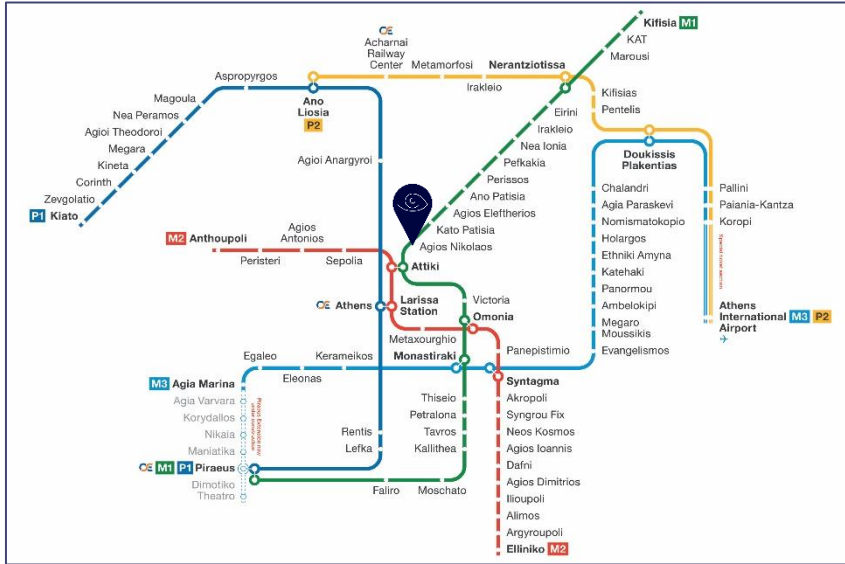 Kifisia M1
KAT
Marousi
OE
Acharnai
Railway
Center
Metamorfosi
Nerantziotissa
Irakleio
Aspropyrgos
Ano
Liosia
P2
Magoula
Nea Peramos
Agioi Theodoroi
Megara
Kineta
Corinth
Zevgolatio
P1 Kiato
Kifisias
Pentelis
Eirini
Irakleio
Nea Ionia
Pefkakia
Perissos
Ano Patisia
Agios Eleftherios
Kato Patisia
Agios Nikolaos
Agioi Anargyroi
Doukissis
Plakentias
Chalandri
Agia Paraskevi
Nomismatokopio
Holargos
Ethniki Amyna
Katehaki
Panormou
Ambelokipi
Megaro
Moussikis
Evangelismos
Pallini
Paiania-Kantza
Koropi
Athens
International
Airport
M3 P2
M2 Anthoupoli
Peristeri
Agios
Antonios
Sepolia
Attiki
OE Athens
Larissa
Station
Victoria
Omonia
Metaxourghio
Panepistimio
Monastiraki
Egaleo
Kerameikos
Eleonas
M3 Agia Marina
Agia Varvara
Korydallos
Nikaia
Maniatika
OE M1 P1 Piraeus
Dimotiko
Theatro
Rentis
Lefka
Thiseio
Petralona
Tavros
Kallithea
Faliro
Moschato
Syntagma
Akropoli
Syngrou Fix
Neos Kosmos
Agios Ioannis
Dafni
Agios Dimitrios
Ilioupoli
Alimos
Argyroupoli
Elliniko M2